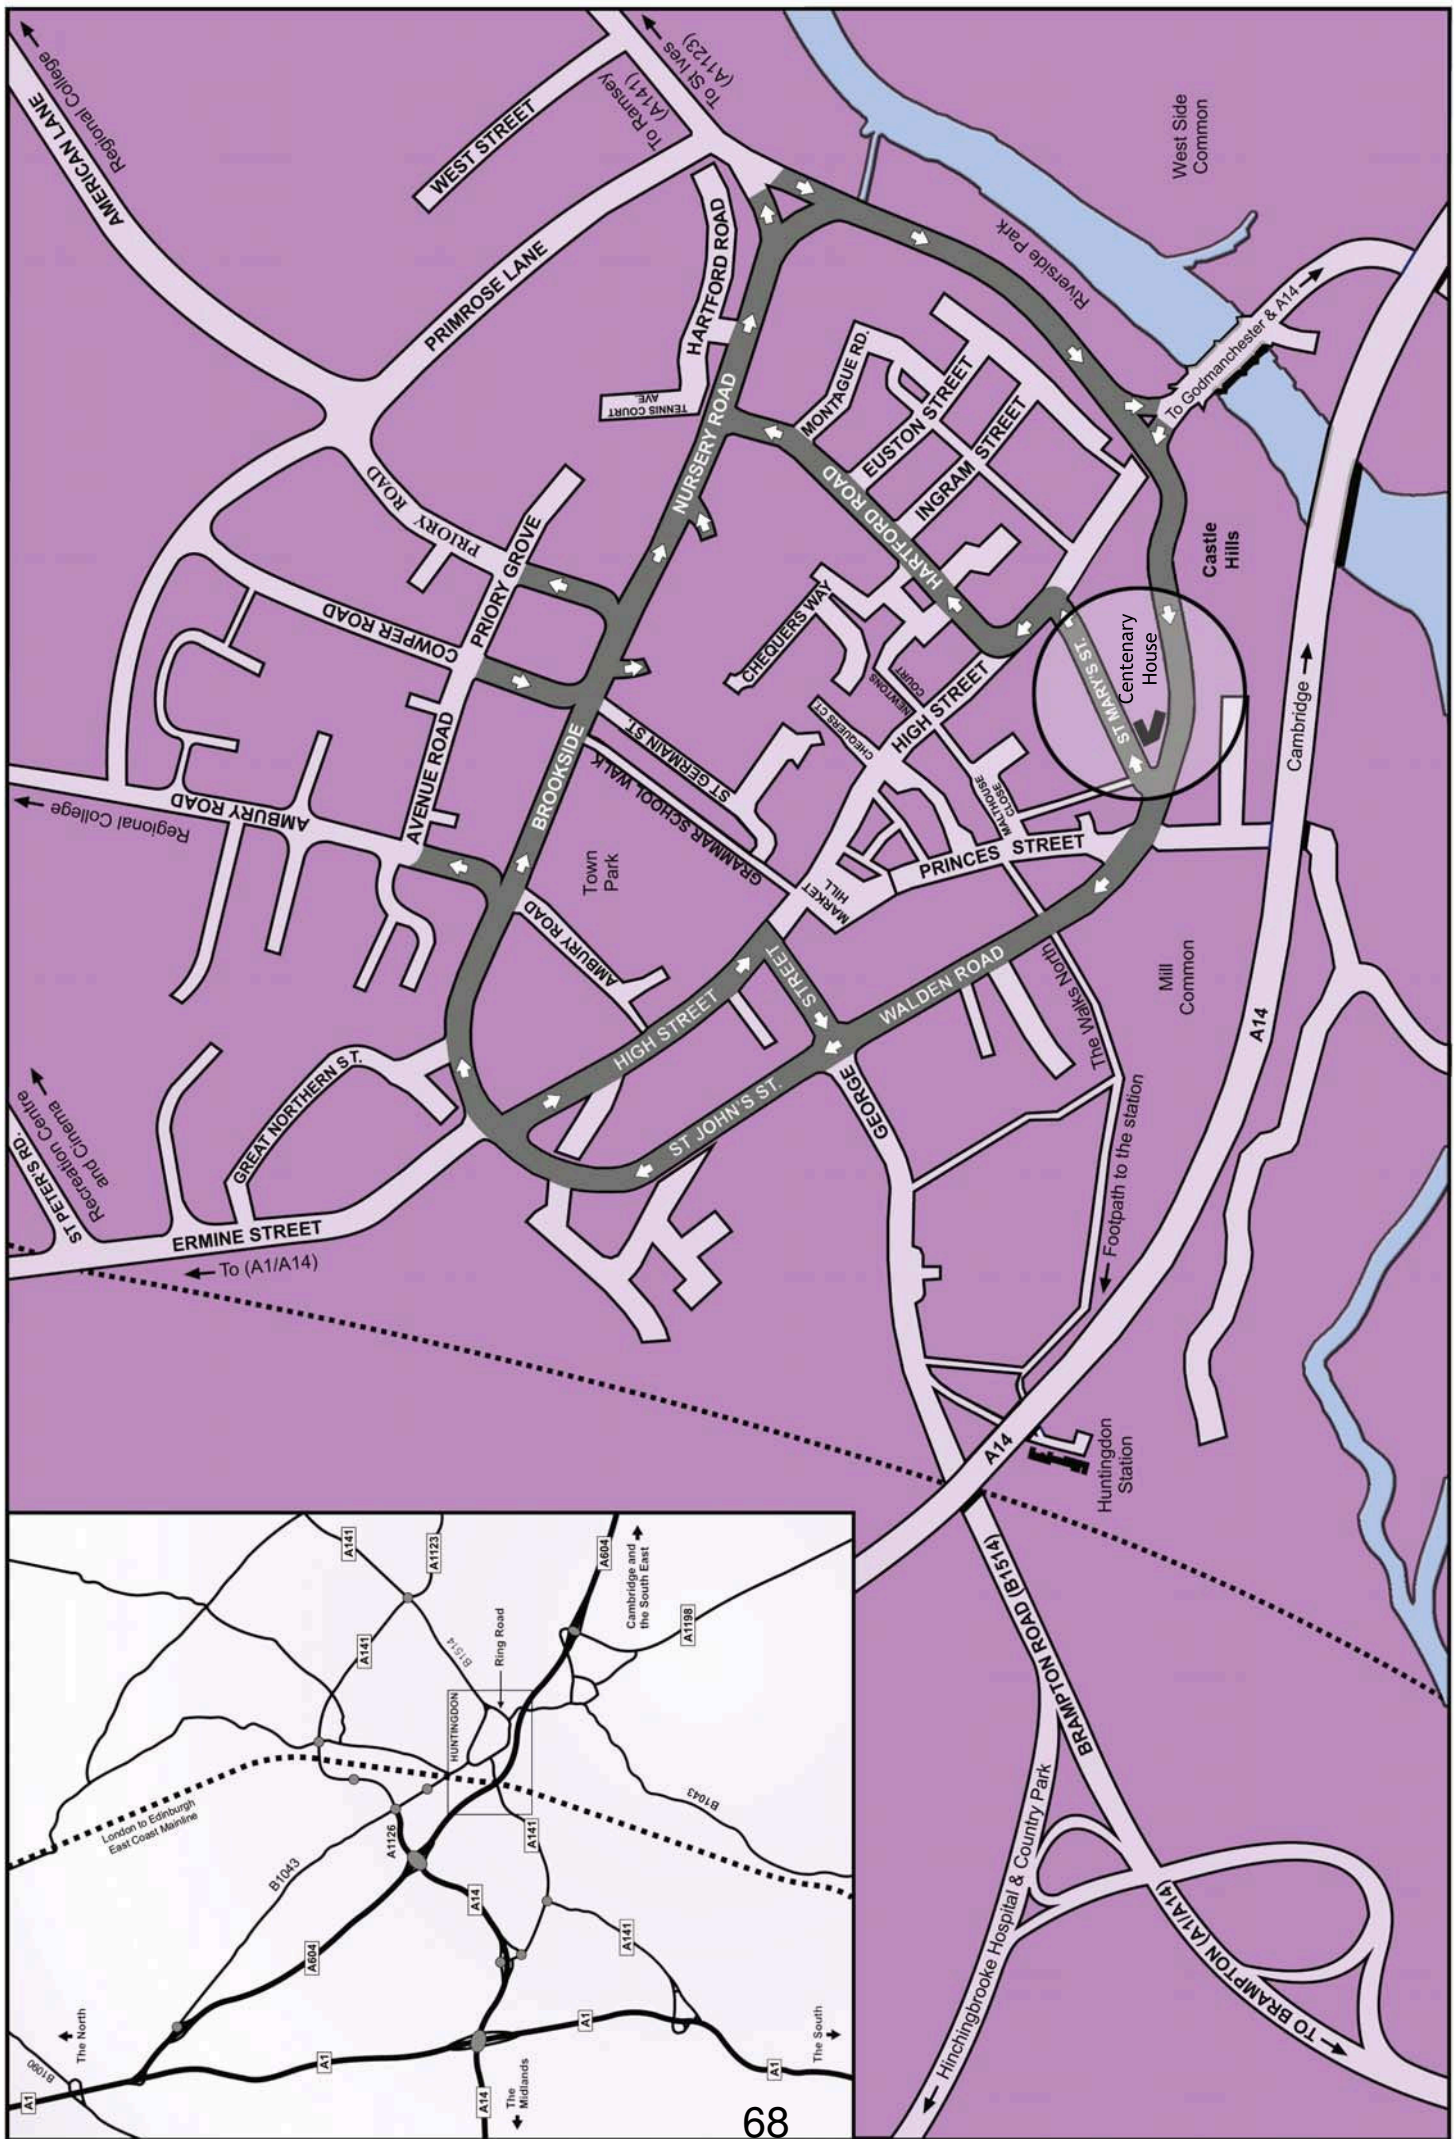 AMERICAN LANE
Regional College
WEST STREET
To Ramsey
(A141)
To St Ives
(A1123)
West Side
Common
PRIMROSE LANE
HARTFORD ROAD
Riverside Park
TENNIS COURT
AVE.
NURSERY ROAD
MONTAGUE RD.
EUSTON STREET
INGRAM STREET
HARTFORD ROAD
To Godmanchester & A14
PRIORY ROAD
PRIORY GROVE
COWPER ROAD
CHEQUERS WAY
Castle
Hills
Centenary
House
ST MARY'S ST.
NEWTONS
COURT
HIGH STREET
CHEQUERS CT.
AVENUE ROAD
BROOKSIDE
ST GERMAIN ST.
GRAMMAR SCHOOL WALK
AMBURY ROAD
Regional College
Town
Park
MALTHOUSE
CLOSE
PRINCES STREET
MARKET
HILL
Cambridge
AMBURY ROAD
HIGH STREET
STREET
WALDEN ROAD
The Walks North
Mill
Common
A14
GREAT NORTHERN ST.
Recreation Centre
and Cinema
ST PETER'S RD.
ERMINE STREET
To (A1/A14)
ST JOHN'S ST.
GEORGE
Footpath to the station
A14
Huntingdon
Station
BRAMPTON ROAD (B1514)
Hinchingbrooke Hospital & Country Park
TO BRAMPTON (A1/A14)
A141
A1123
A604
Cambridge and
the South East
A141
B1514
Ring Road
A1198
HUNTINGDON
London to Edinburgh
East Coast Mainline
B1043
A1126
A141
B1043
A14
A604
A141
The North
A1
A1
The South
B1090
A1
A14
The
Midlands
A1
68